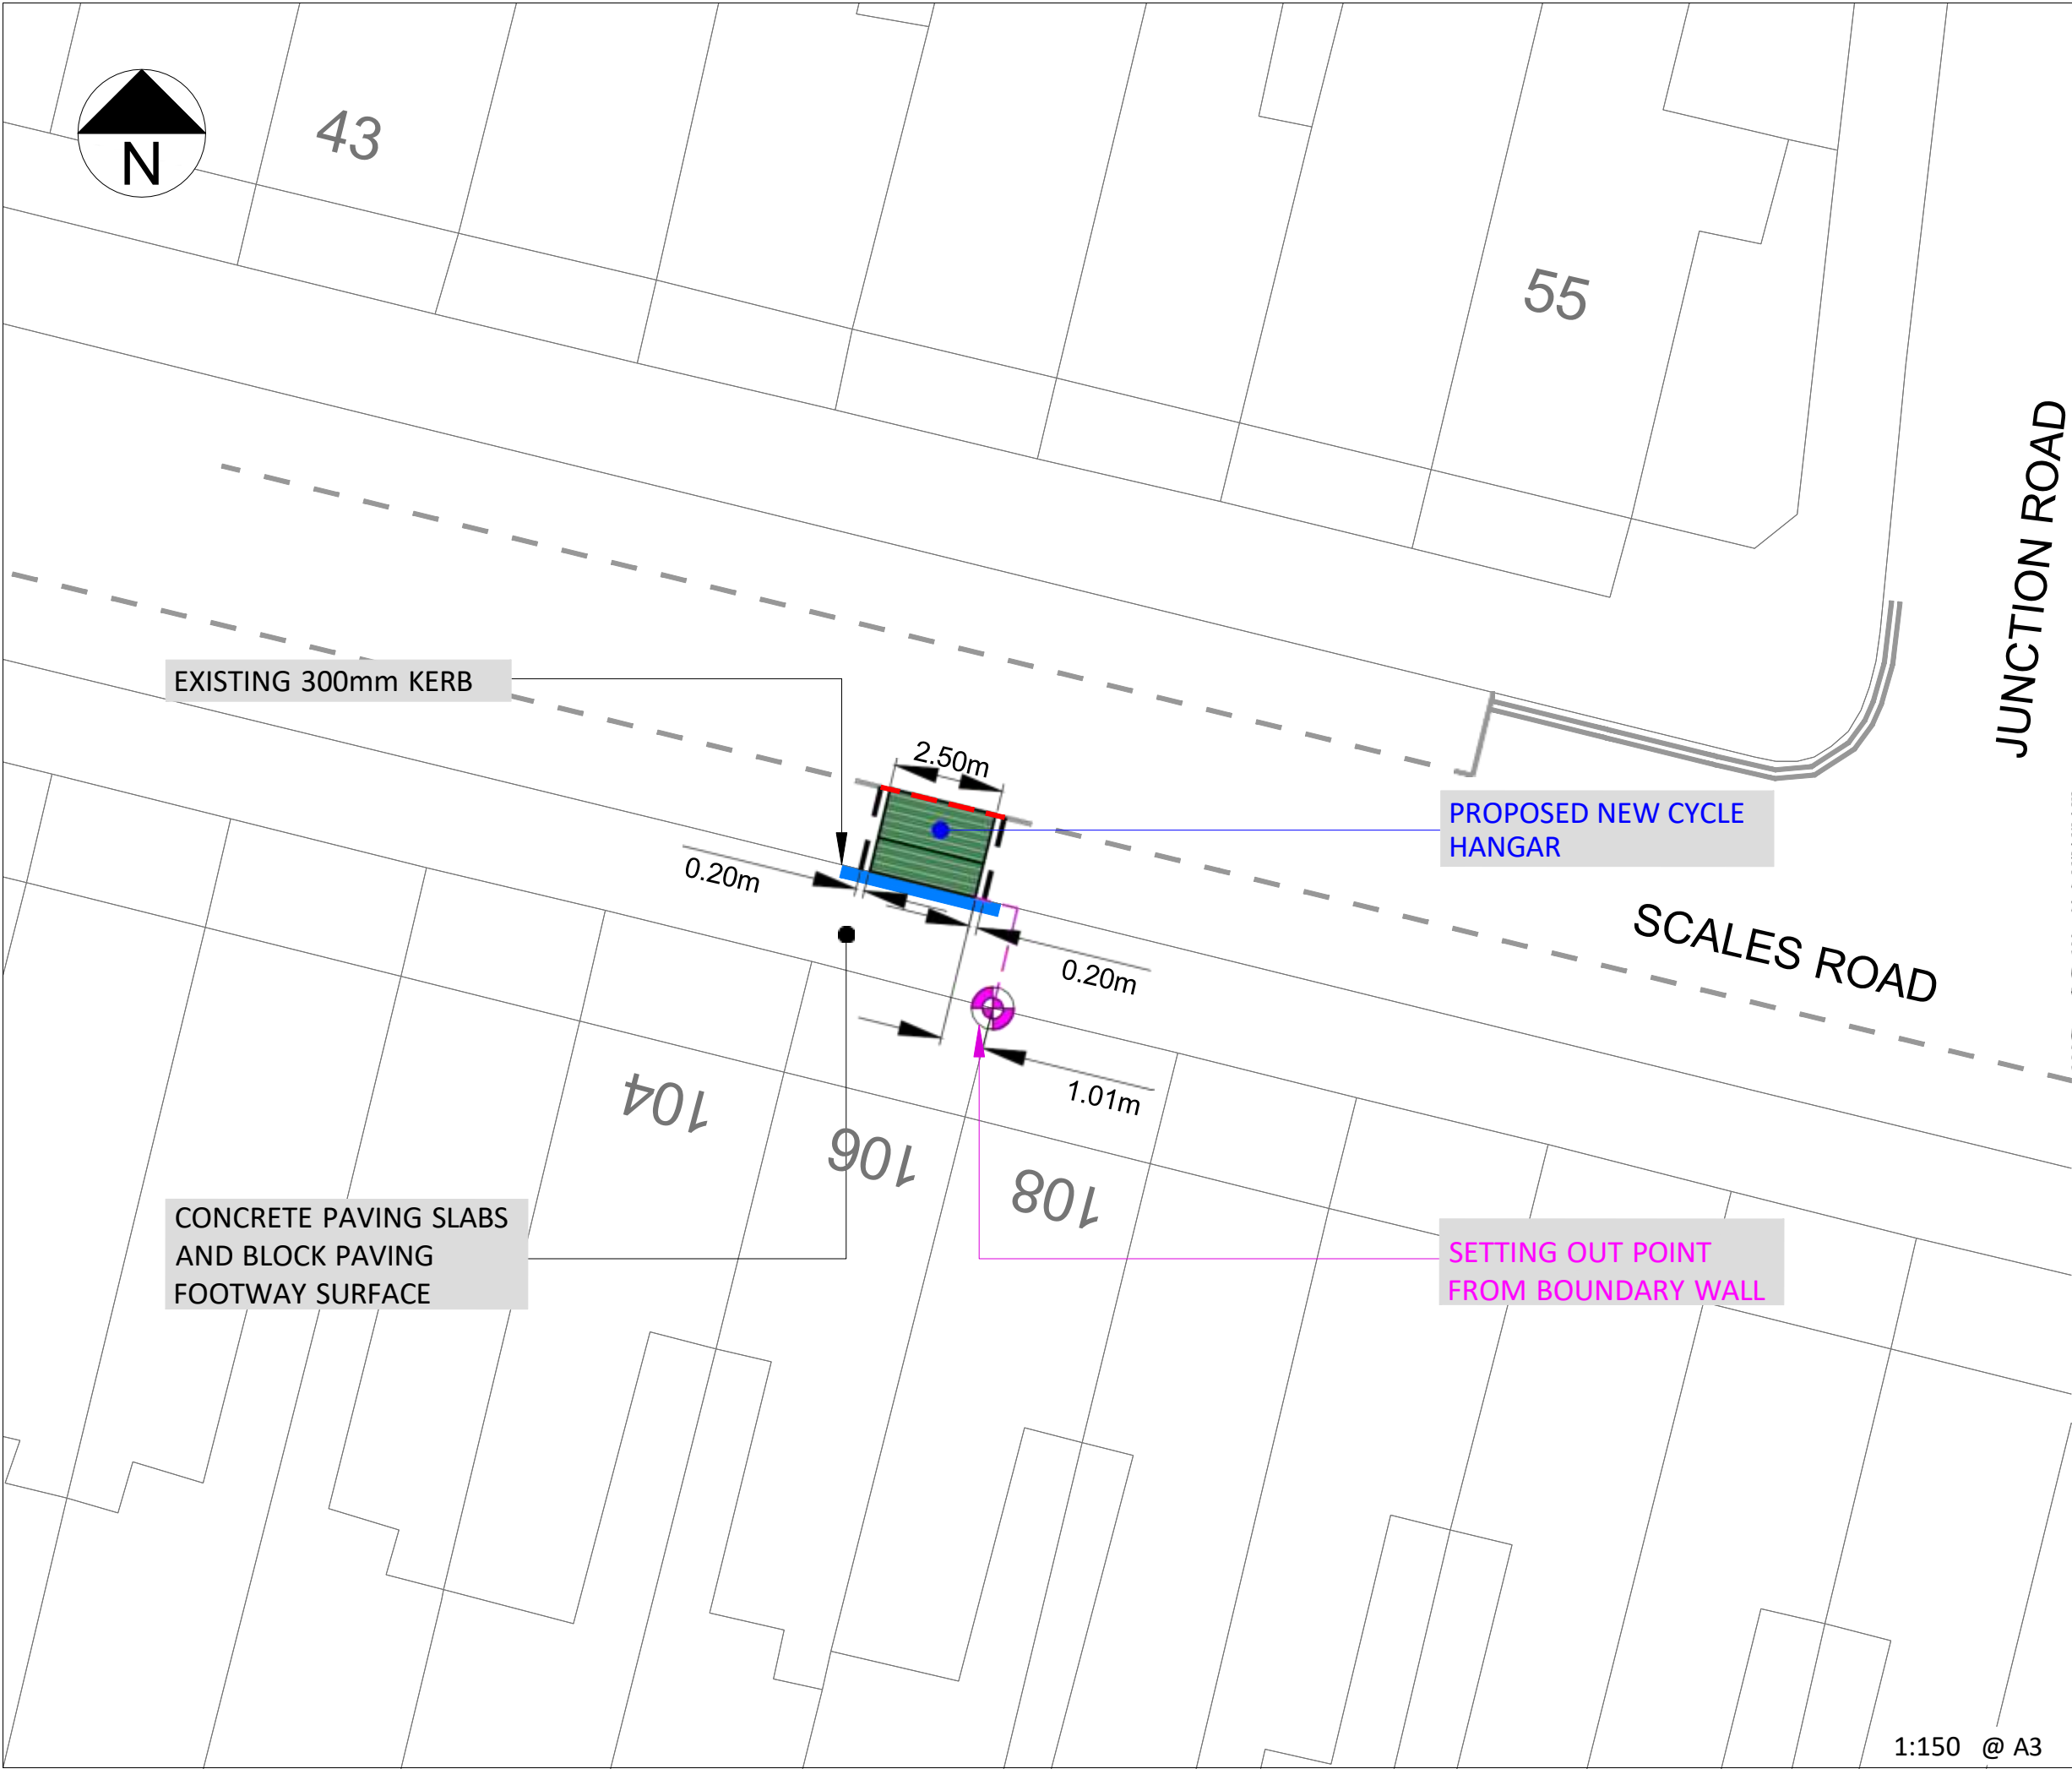 N
43
55
JUNCTION ROAD
EXISTING 300mm KERB
2.50m
PROPOSED NEW CYCLE
HANGAR
0.20m
SCALES ROAD
0.20m
1.01m
104
106
108
CONCRETE PAVING SLABS
AND BLOCK PAVING
FOOTWAY SURFACE
SETTING OUT POINT
FROM BOUNDARY WALL
1:150 @ A3